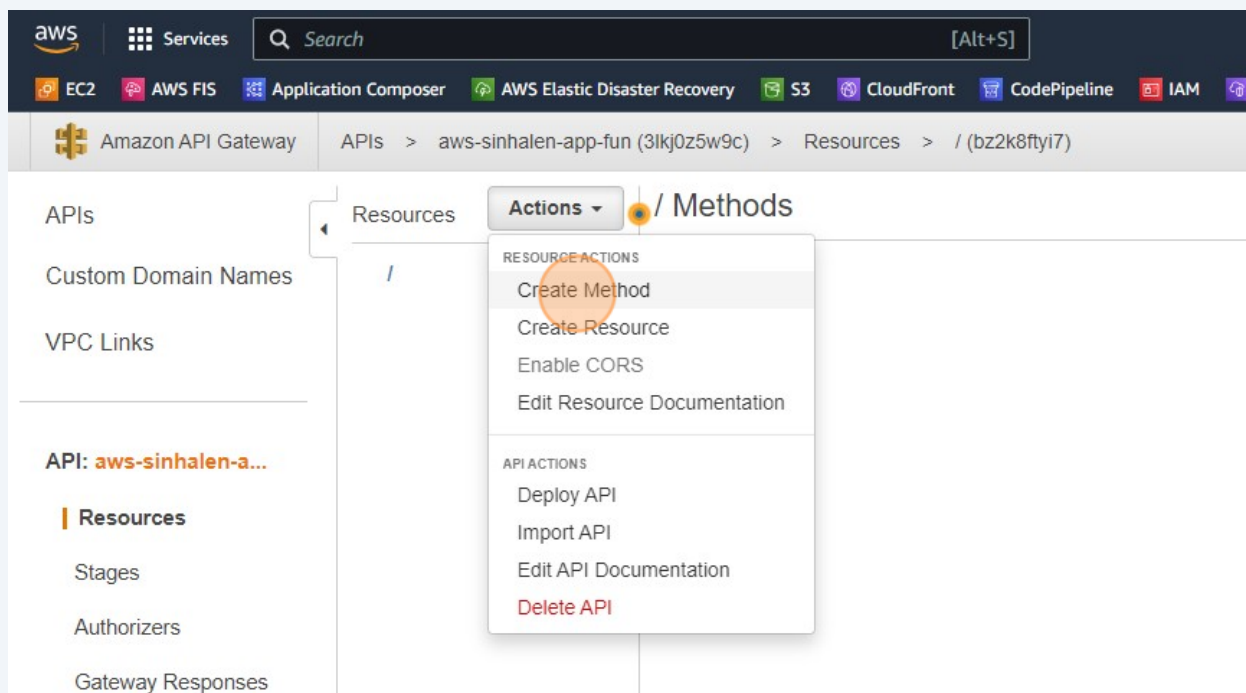 aws
Services
Search
[Alt+S]
EC2
AWS FIS
Application Composer
AWS Elastic Disaster Recovery
S3
CloudFront
CodePipeline
IAM
Amazon API Gateway
APIs > aws-sinhalen-app-fun (3lkj0z5w9c) > Resources > / (bz2k8ftyi7)
APIs
Custom Domain Names
VPC Links
API: aws-sinhalen-a...
Resources
Stages
Authorizers
Gateway Responses
Resources
/
Actions
/ Methods
RESOURCE ACTIONS
Create Method
Create Resource
Enable CORS
Edit Resource Documentation
API ACTIONS
Deploy API
Import API
Edit API Documentation
Delete API